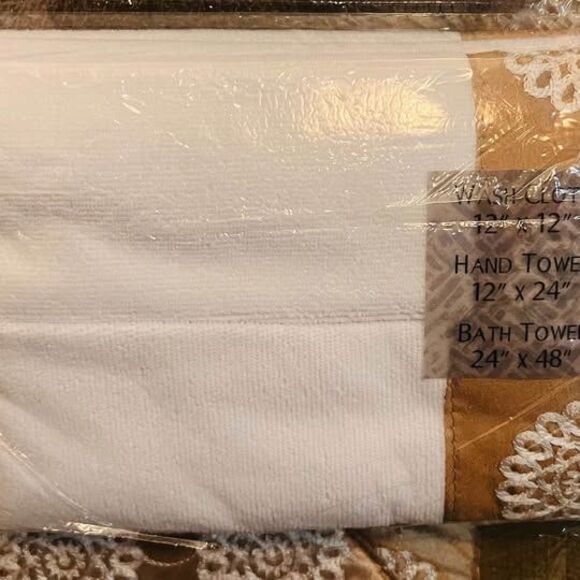 WASH CLOT
12" X 12"
HAND TOWE
12" X 24"
BATH TOWE
24" X 48"